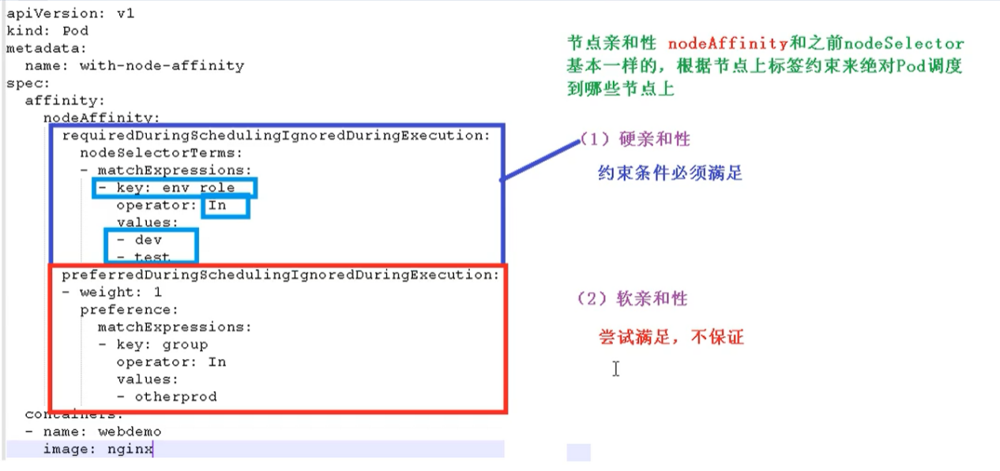 apiVersion: v1
kind: Pod
metadata:
  name: with-node-affinity
spec:
  affinity:
    nodeAffinity:
      requiredDuringSchedulingIgnoredDuringExecution:
        nodeSelectorTerms:
        - matchExpressions:
          - key: env_role
            operator: In
            values:
            - dev
            - test
      preferredDuringSchedulingIgnoredDuringExecution:
      - weight: 1
        preference:
          matchExpressions:
          - key: group
            operator: In
            values:
            - otherprod
  containers:
  - name: webdemo
    image: nginx
节点亲和性 nodeAffinity和之前nodeSelector
基本一样的，根据节点上标签约束来绝对Pod调度
到哪些节点上
（1）硬亲和性
约束条件必须满足
（2）软亲和性
尝试满足，不保证